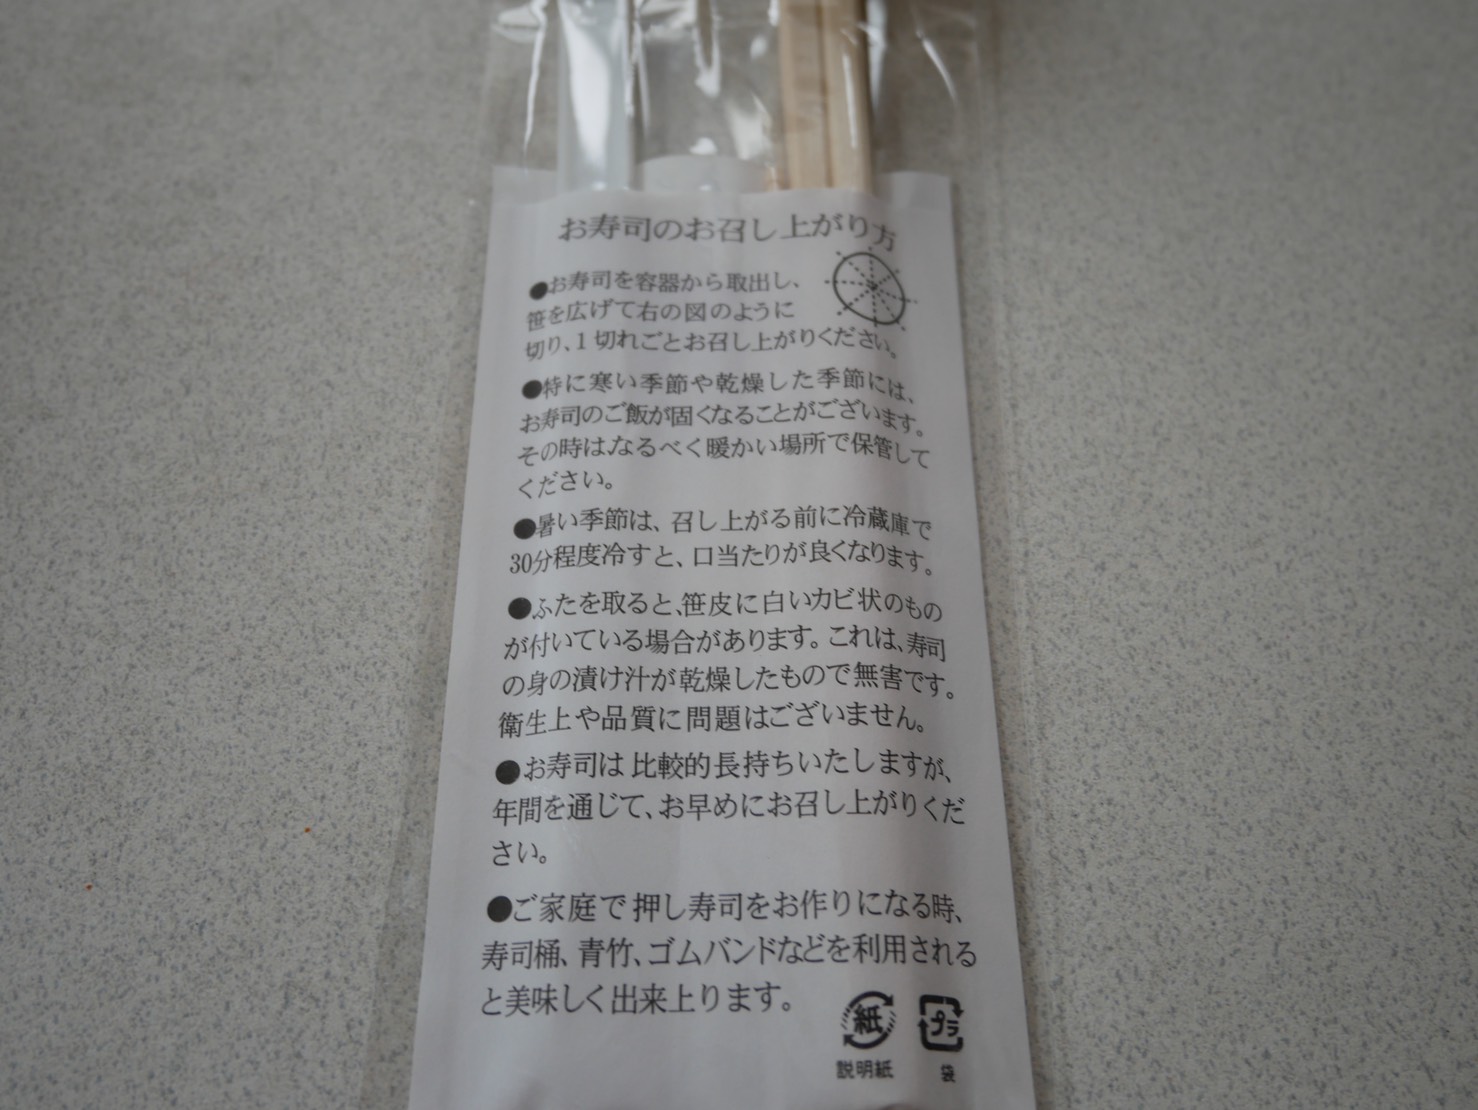 お寿司のお召し上がり方
●お寿司を容器から取出し、
笹を広げて右の図のように
切り、1切れごとお召し上がりください。
●特に寒い季節や乾燥した季節には、
お寿司のご飯が固くなることがございます。
その時はなるべく暖かい場所で保管して
ください。
●暑い季節は、召し上がる前に冷蔵庫で
30分程度冷すと、口当たりが良くなります。
●ふたを取ると、笹皮に白いカビ状のもの
が付いている場合があります。これは、寿司
の身の漬け汁が乾燥したもので無害です。
衛生上や品質に問題はございません。
●お寿司は比較的長持ちいたしますが、
年間を通じて、お早めにお召し上がりくだ
さい。
●ご家庭で押し寿司をお作りになる時、
寿司桶、青竹、ゴムバンドなどを利用される
と美味しく出来上ります。
紙 プラ
説明紙 袋